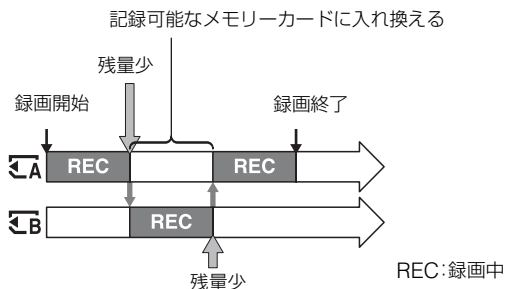 記録可能なメモリーカードに入れ換える
残量少
録画開始
録画終了
A REC REC
B REC
残量少
REC：録画中